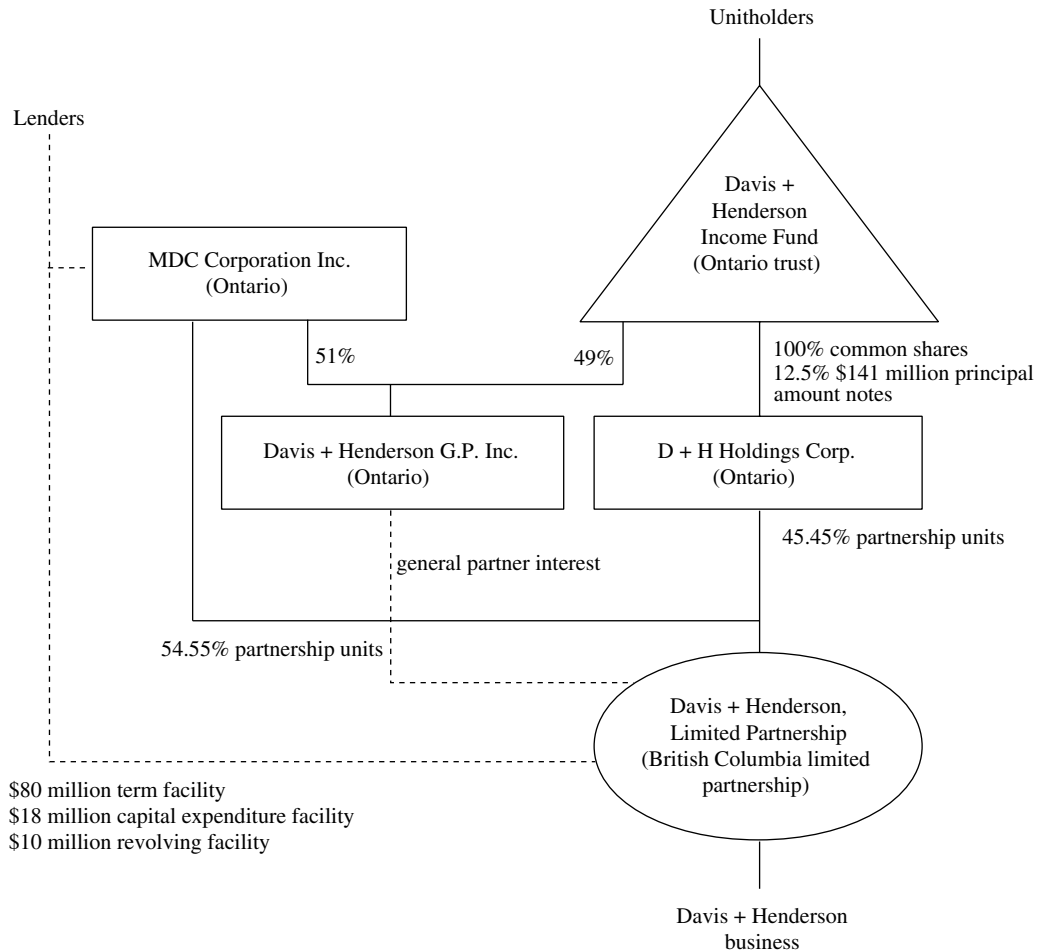 Unitholders
Lenders
Davis +
Henderson
Income Fund
(Ontario trust)
MDC Corporation Inc.
(Ontario)
51%
49%
100% common shares
12.5% $141 million principal
amount notes
Davis + Henderson G.P. Inc.
(Ontario)
D + H Holdings Corp.
(Ontario)
45.45% partnership units
general partner interest
54.55% partnership units
Davis + Henderson,
Limited Partnership
(British Columbia limited
partnership)
$80 million term facility
$18 million capital expenditure facility
$10 million revolving facility
Davis + Henderson
business